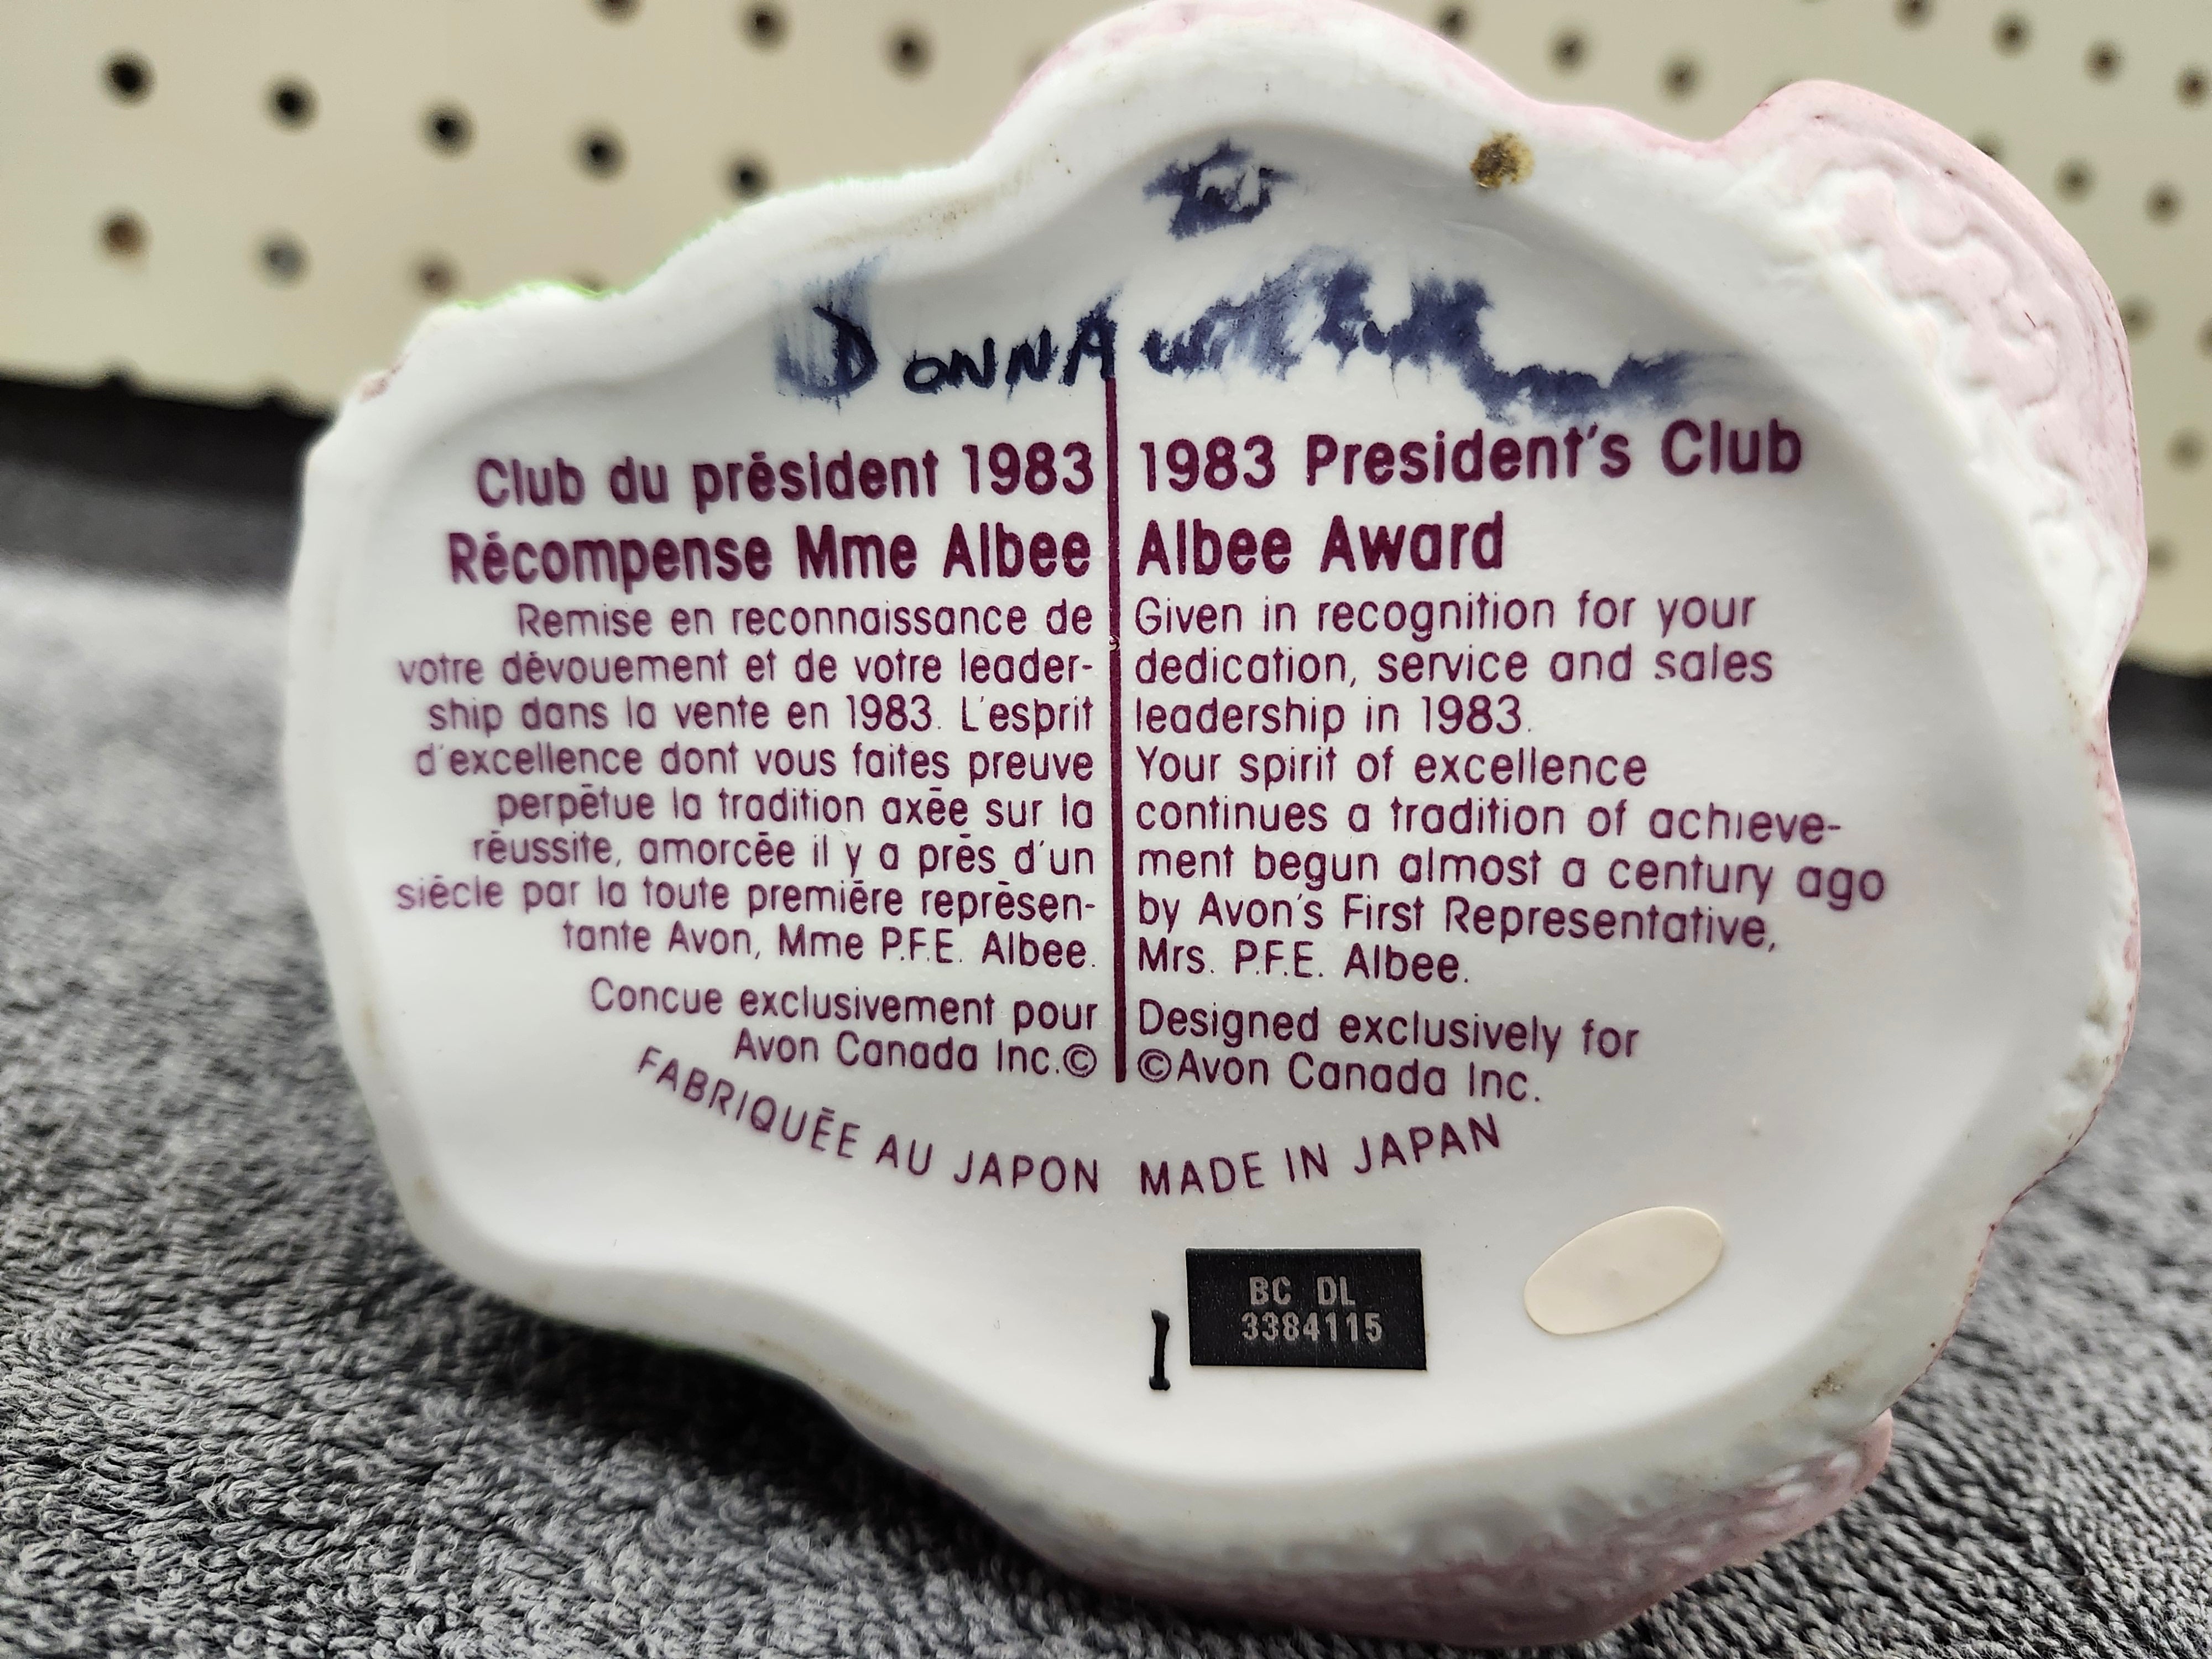 To
DONNA with
Club du président 1983
Récompense Mme Albee
Remise en reconnaissance de
votre dévouement et de votre leader-
ship dans la vente en 1983. L'esprit
d'excellence dont vous faites preuve
perpétue la tradition axée sur la
réussite, amorcée il y a près d'un
siècle par la toute première représen-
tante Avon, Mme P.F.E. Albee.
Concue exclusivement pour
Avon Canada Inc.©
FABRIQUÉE AU JAPON
1983 President's Club
Albee Award
Given in recognition for your
dedication, service and sales
leadership in 1983.
Your spirit of excellence
continues a tradition of achieve-
ment begun almost a century ago
by Avon's First Representative,
Mrs. P.F.E. Albee.
Designed exclusively for
©Avon Canada Inc.
MADE IN JAPAN
I
BC DL
3384115